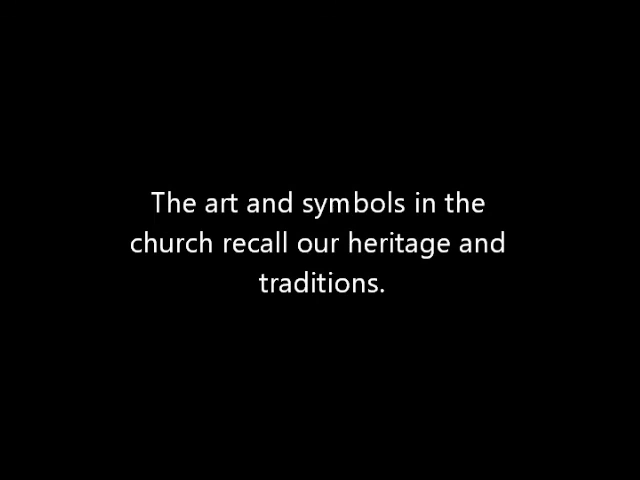 The art and symbols in the
church recall our heritage and
traditions.